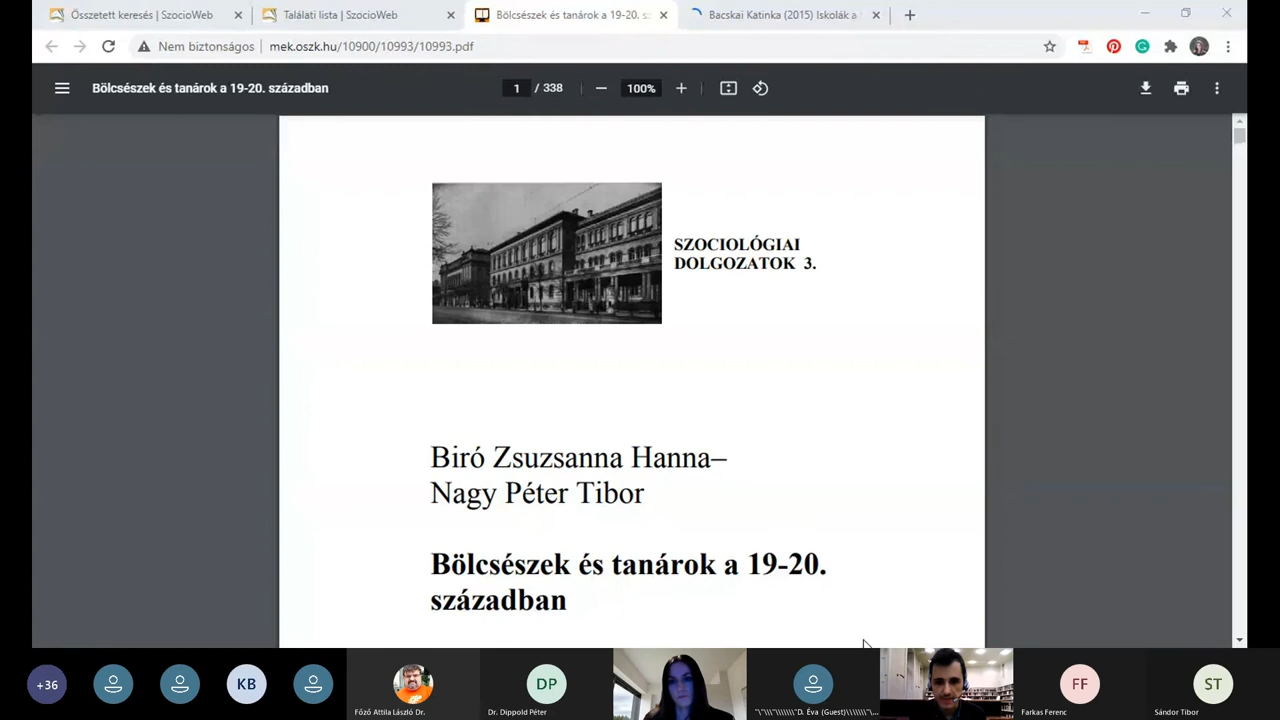 Összetett keresés | SzocioWeb
Találati lista | SzocioWeb
Bölcsészek és tanárok a 19-20. sz
Bacskai Katinka (2015) Iskolák a
Nem biztonságos
mek.oszk.hu/10900/10993/10993.pdf
Bölcsészek és tanárok a 19-20. században
1 / 338
100%
SZOCIOLÓGIAI
DOLGOZATOK 3.
Biró Zsuzsanna Hanna–
Nagy Péter Tibor
Bölcsészek és tanárok a 19-20.
században
+36
KB
DP
FF
ST
Főző Attila László Dr.
Dr. Dippold Péter
"\"\\"\\\\\\\"D. Éva (Guest)\\\\\\\"\...
Farkas Ferenc
Sándor Tibor